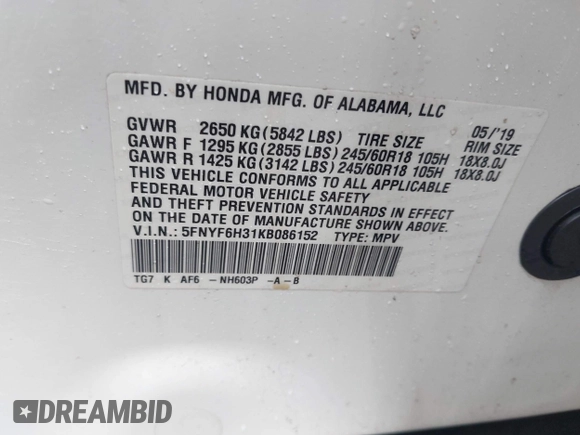 MFD. BY HONDA MFG. OF ALABAMA, LLC
GVWR 2650 KG (5842 LBS) TIRE SIZE 05/'19 RIM SIZE
GAWR F 1295 KG (2855 LBS) 245/60R18 105H 18X8.0J
GAWR R 1425 KG (3142 LBS) 245/60R18 105H 18X8.0J
THIS VEHICLE CONFORMS TO ALL APPLICABLE
FEDERAL MOTOR VEHICLE SAFETY
AND THEFT PREVENTION STANDARDS IN EFFECT
ON THE DATE OF MANUFACTURE SHOWN ABOVE.
V.I.N.: 5FNYF6H31KB086152 TYPE: MPV
TG7 K AF6 -NH603P -A-B
DREAMBID